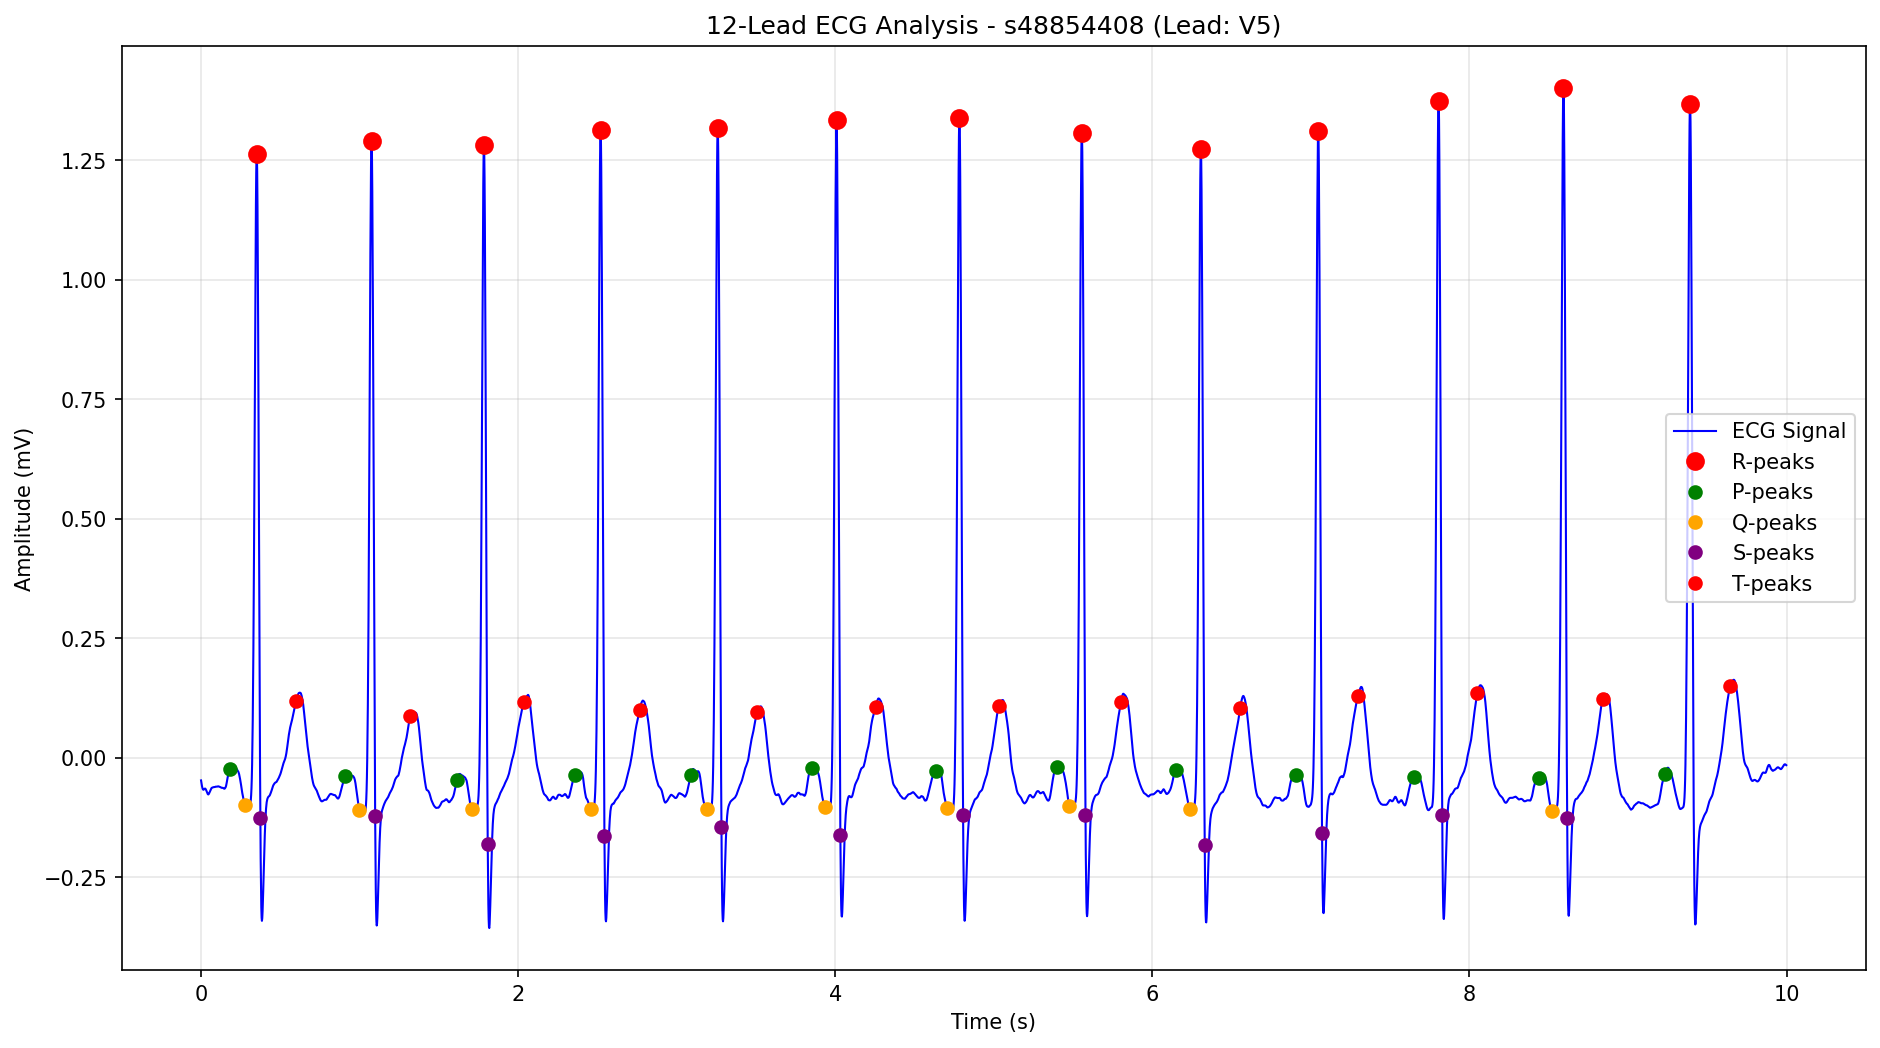 12-Lead ECG Analysis - s48854408 (Lead: V5)
Amplitude (mV)
1.25
1.00
0.75
0.50
0.25
0.00
−0.25
0
2
4
6
8
10
Time (s)
ECG Signal
R-peaks
P-peaks
Q-peaks
S-peaks
T-peaks